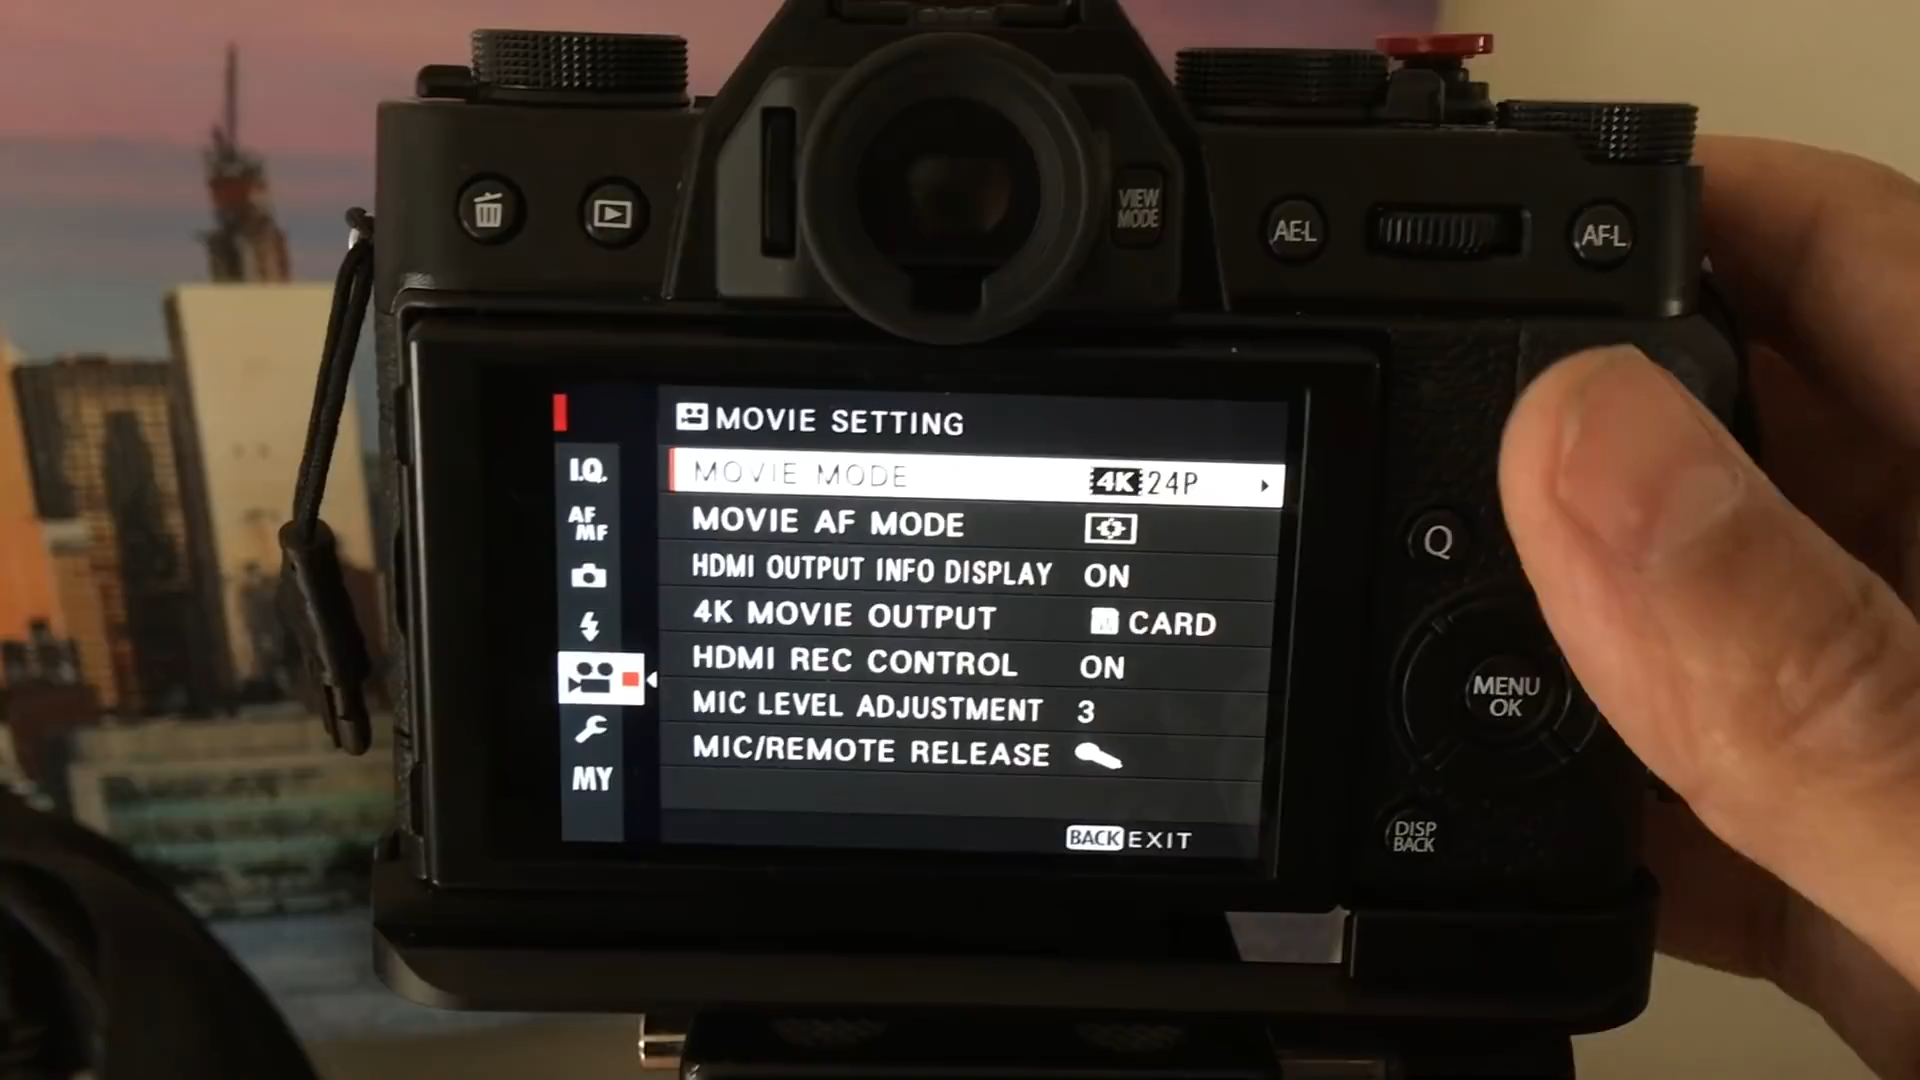 VIEW
MODE
AE-L
AF-L
MOVIE SETTING
I.Q.
MOVIE MODE 4K 24P
AF
MF
MOVIE AF MODE
HDMI OUTPUT INFO DISPLAY ON
4K MOVIE OUTPUT CARD
HDMI REC CONTROL ON
MIC LEVEL ADJUSTMENT 3
MIC/REMOTE RELEASE
MY
BACK EXIT
Q
MENU
OK
DISP
BACK